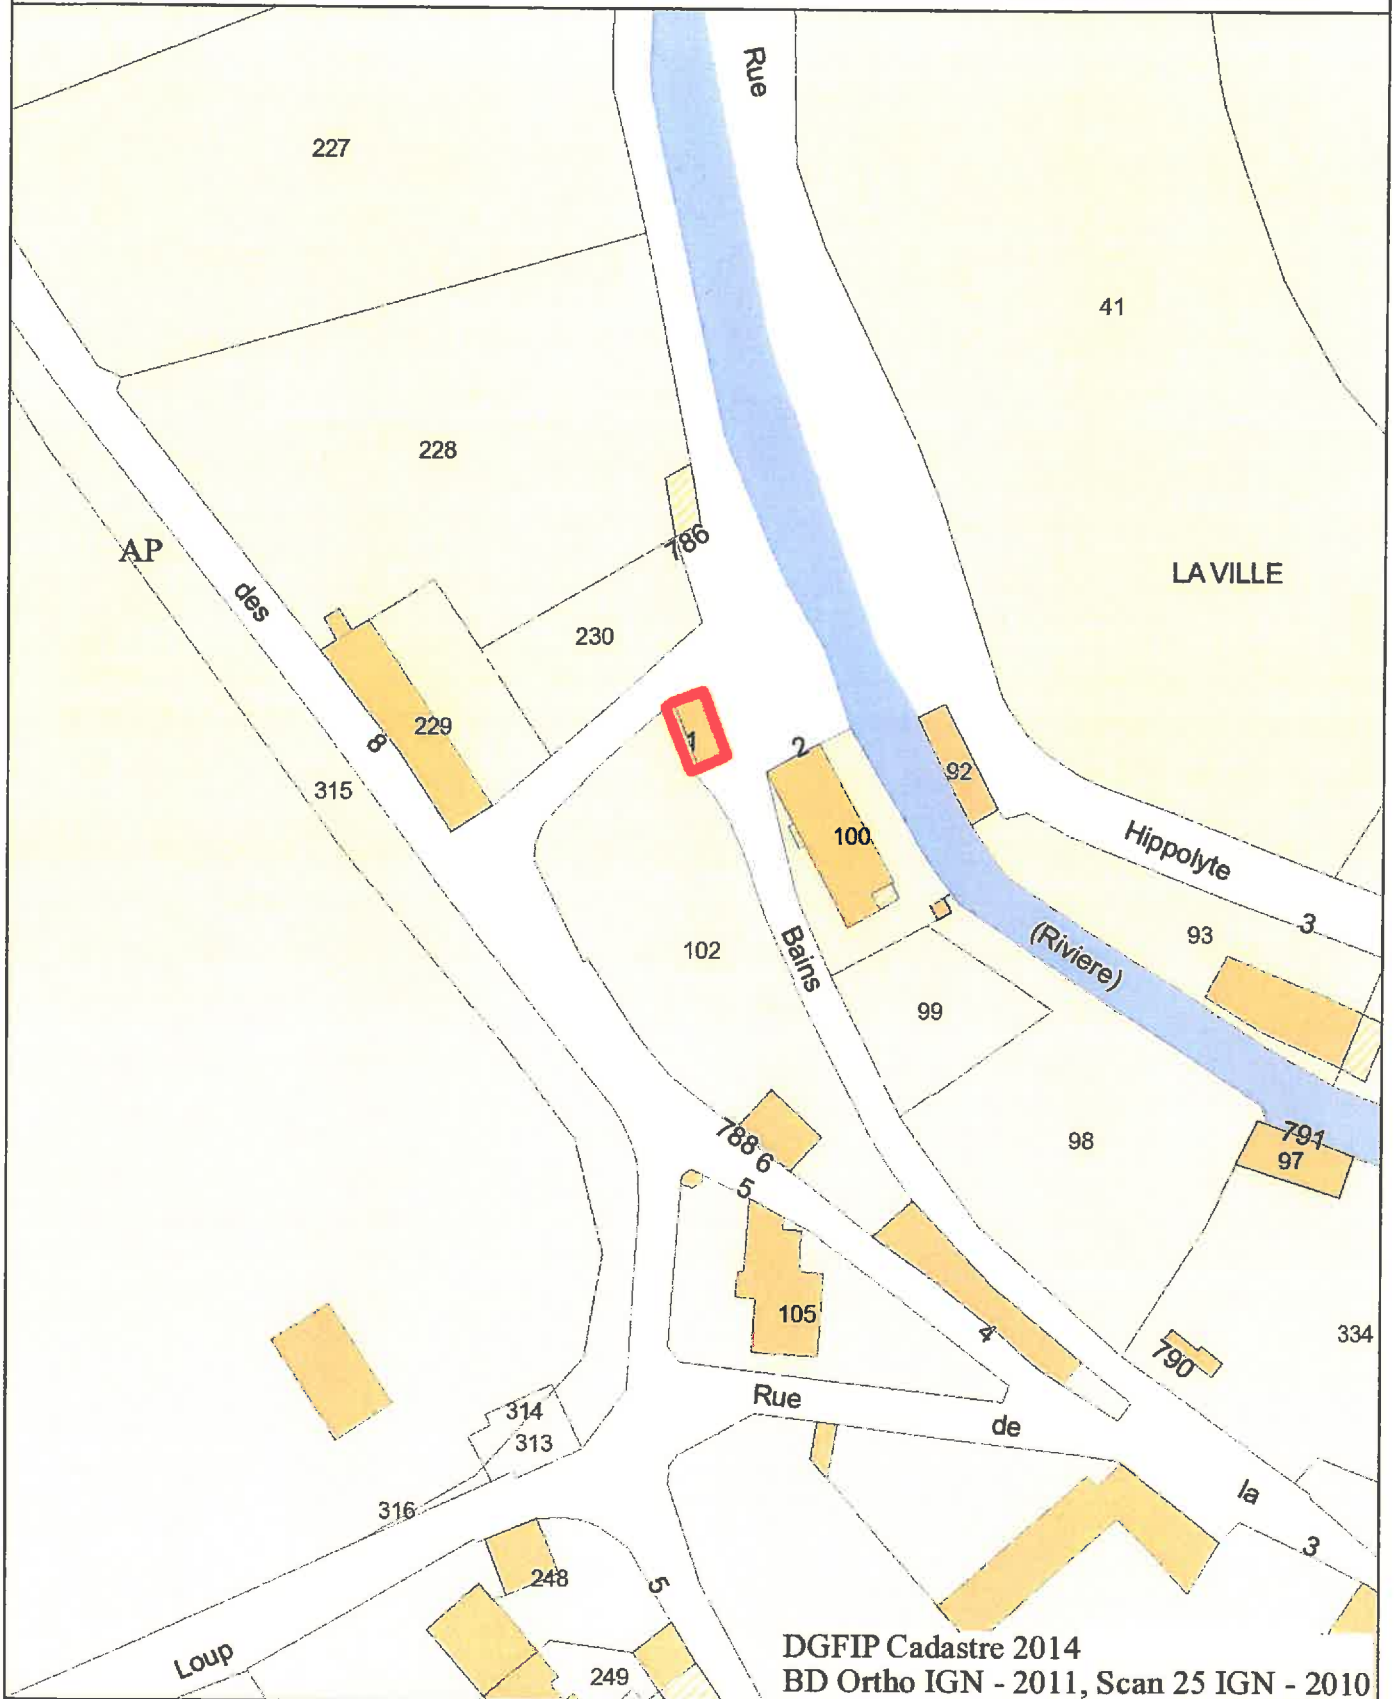 Rue
227
41
228
786
AP
LA VILLE
des
230
229
8
1
2
92
315
100
Hippolyte
3
93
102
Bains
(Riviere)
99
788 6
98
791
97
5
105
4
334
790
Rue
314
de
313
la
316
3
248
5
Loup
249
DGFIP Cadastre 2014
BD Ortho IGN - 2011, Scan 25 IGN - 2010